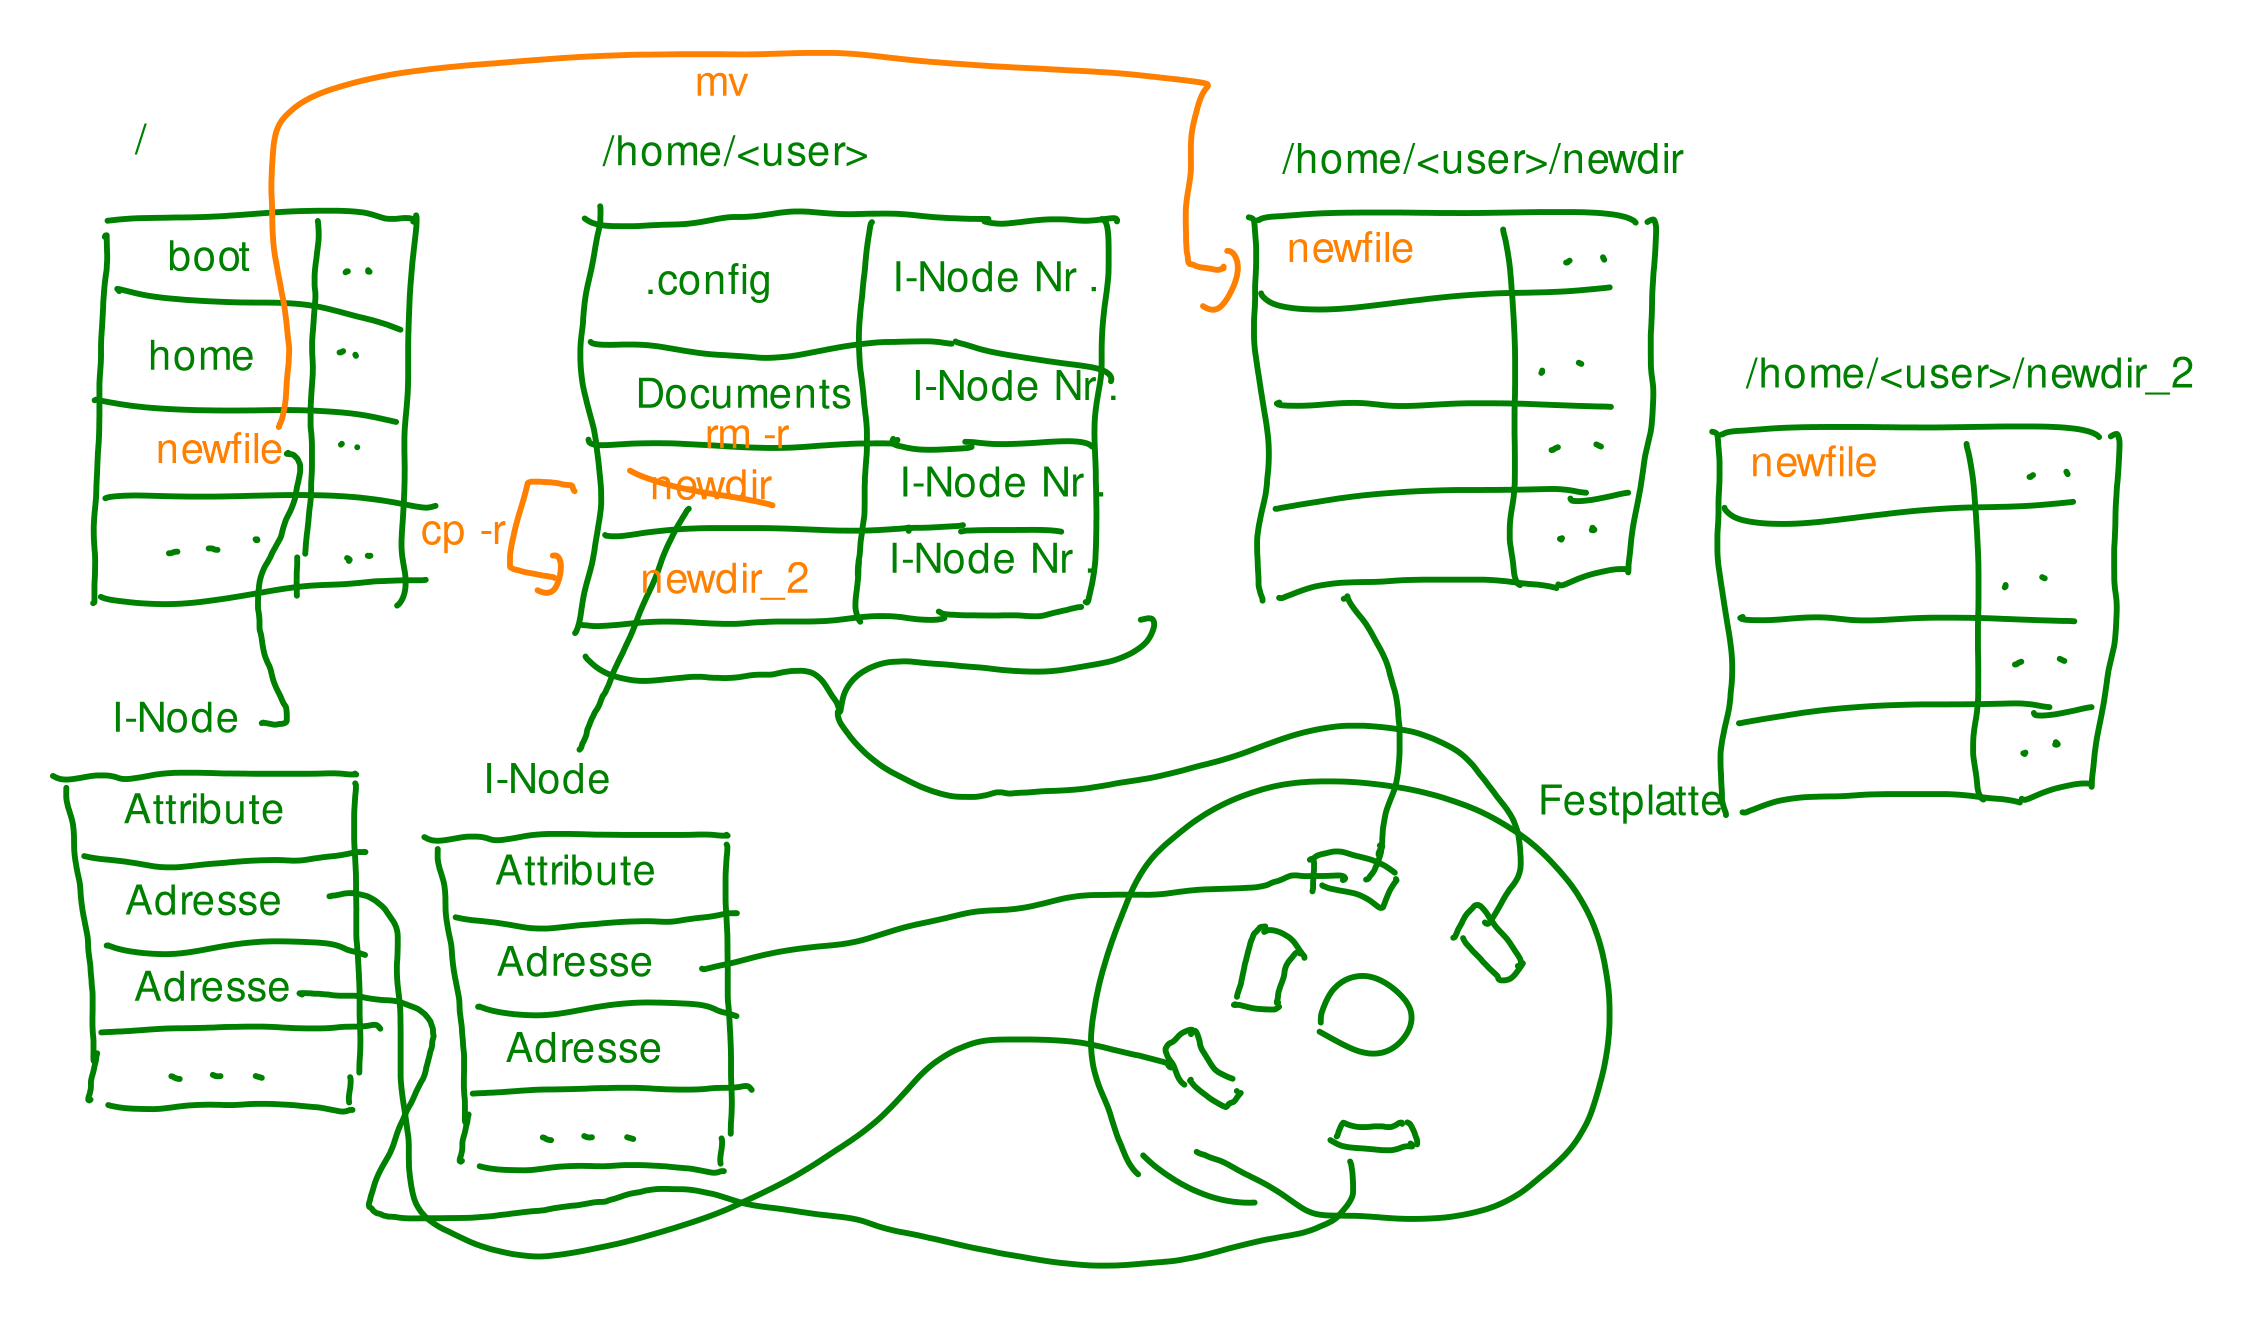 mv
/
/home/<user>
/home/<user>/newdir
boot
..
.config
I-Node Nr .
newfile
..
home
..
Documents
I-Node Nr .
..
/home/<user>/newdir_2
newfile
..
rm -r
newdir
I-Node Nr .
..
newfile
..
cp -r
...
..
newdir_2
I-Node Nr .
..
..
..
..
I-Node
I-Node
Festplatte
Attribute
Adresse
Adresse
...
Attribute
Adresse
Adresse
...